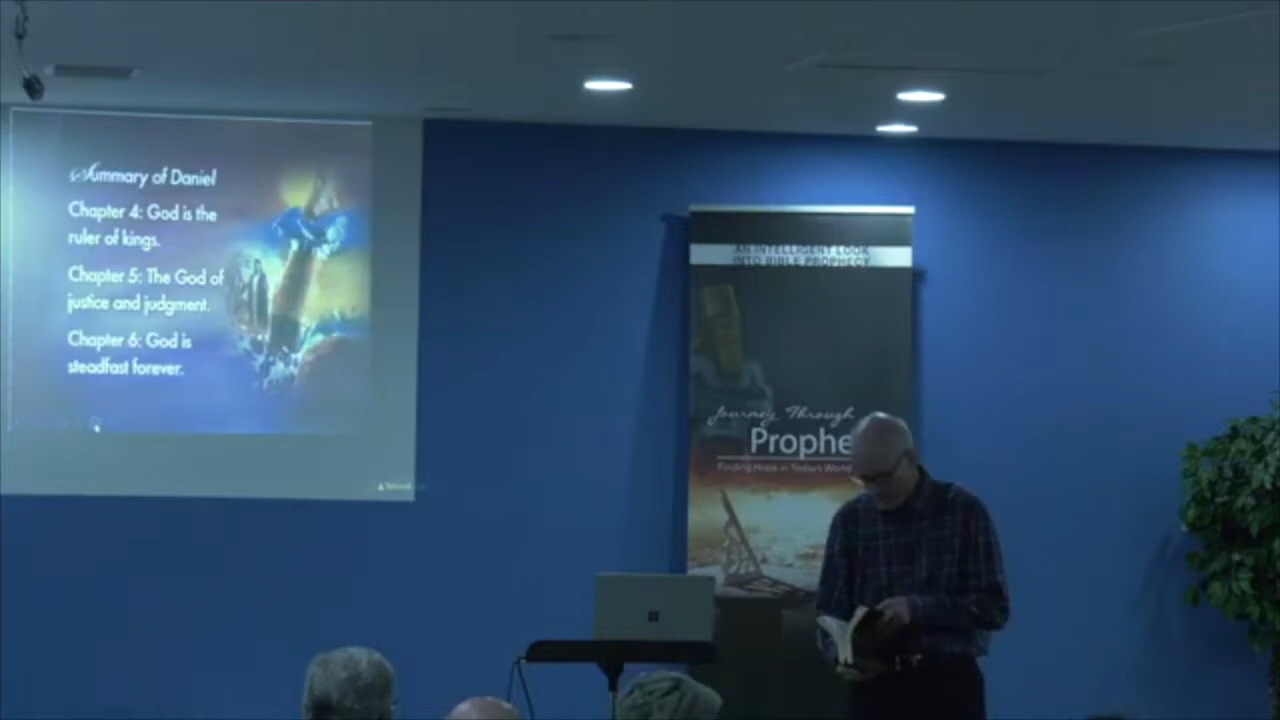 Summary of Daniel
Chapter 4: God is the
ruler of kings.
Chapter 5: The God of
justice and judgment.
Chapter 6: God is
steadfast forever.
AN INTELLIGENT LOOK
INTO BIBLE PROPHECY
Journey Through
Prophe
Finding Hope in Today's World